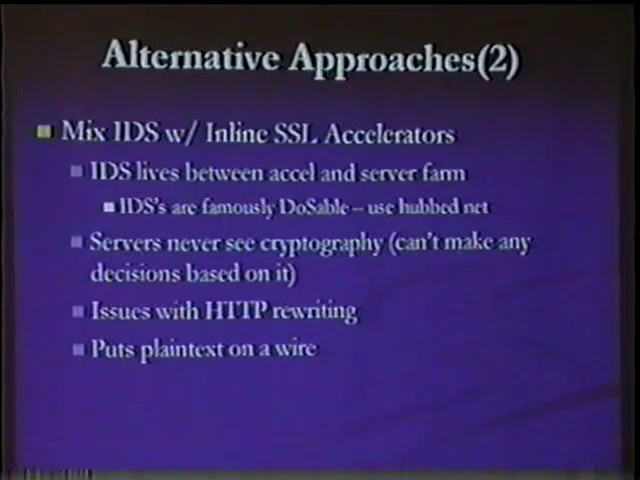 Alternative Approaches(2)
Mix IDS w/ Inline SSL Accelerators
IDS lives between accel and server farm
IDS's are famously DoSable – use hubbed net
Servers never see cryptography (can't make any
decisions based on it)
Issues with HTTP rewriting
Puts plaintext on a wire